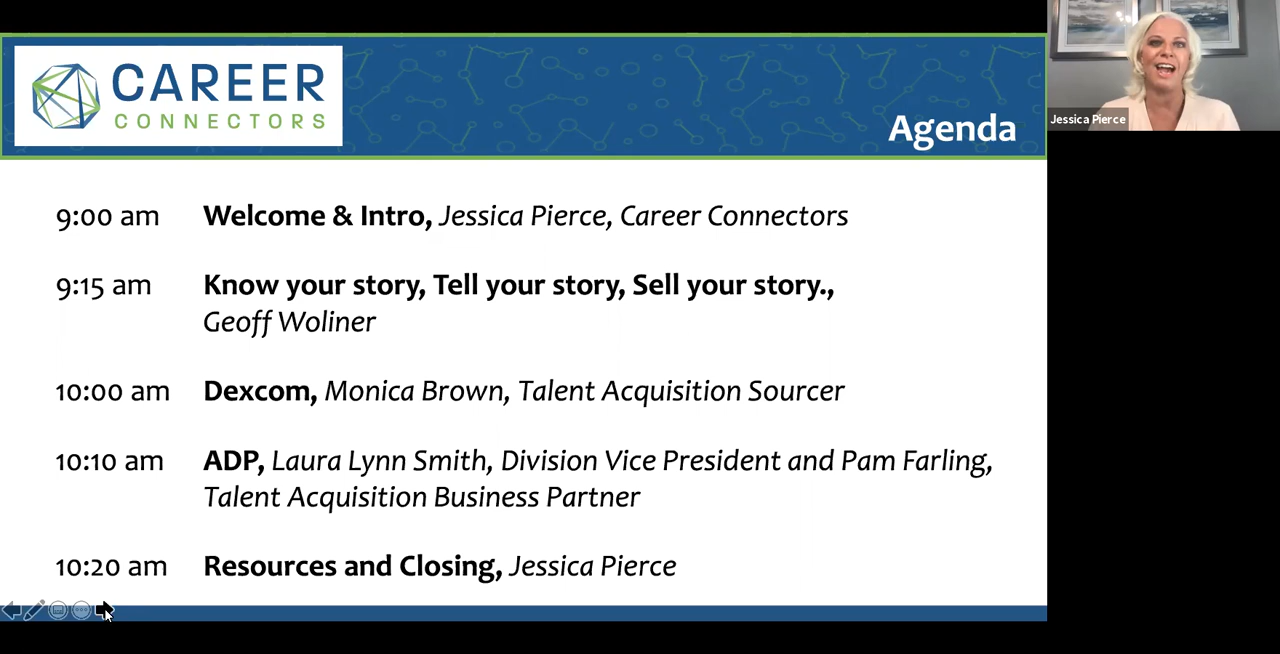 CAREER
CONNECTORS
Agenda
Jessica Pierce
9:00 am Welcome & Intro, Jessica Pierce, Career Connectors
9:15 am Know your story, Tell your story, Sell your story.,
Geoff Woliner
10:00 am Dexcom, Monica Brown, Talent Acquisition Sourcer
10:10 am ADP, Laura Lynn Smith, Division Vice President and Pam Farling,
Talent Acquisition Business Partner
10:20 am Resources and Closing, Jessica Pierce